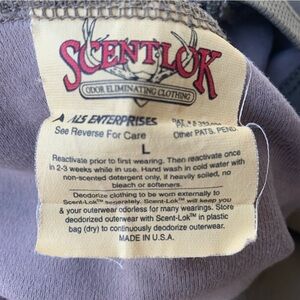 SCENTLOK
ODOR ELIMINATING CLOTHING
ENTERPRISES
See Reverse For Care
Other PATS. PEND.
L
Reactivate prior to first wearing. Then reactivate once
in 2-3 weeks while in use. Hand wash in cold water with
non-scented detergent only, if heavily soiled, no
bleach or softeners.
Deodorize clothing to be worn externally to
Scent-Lok™ seperately. Scent-Lok™ will keep you
& your outerwear odorless for many wearings. Store
deodorized outerwear with Scent-Lok™ in plastic
bag (dry) to continuously deodorize outerwear.
MADE IN U.S.A.